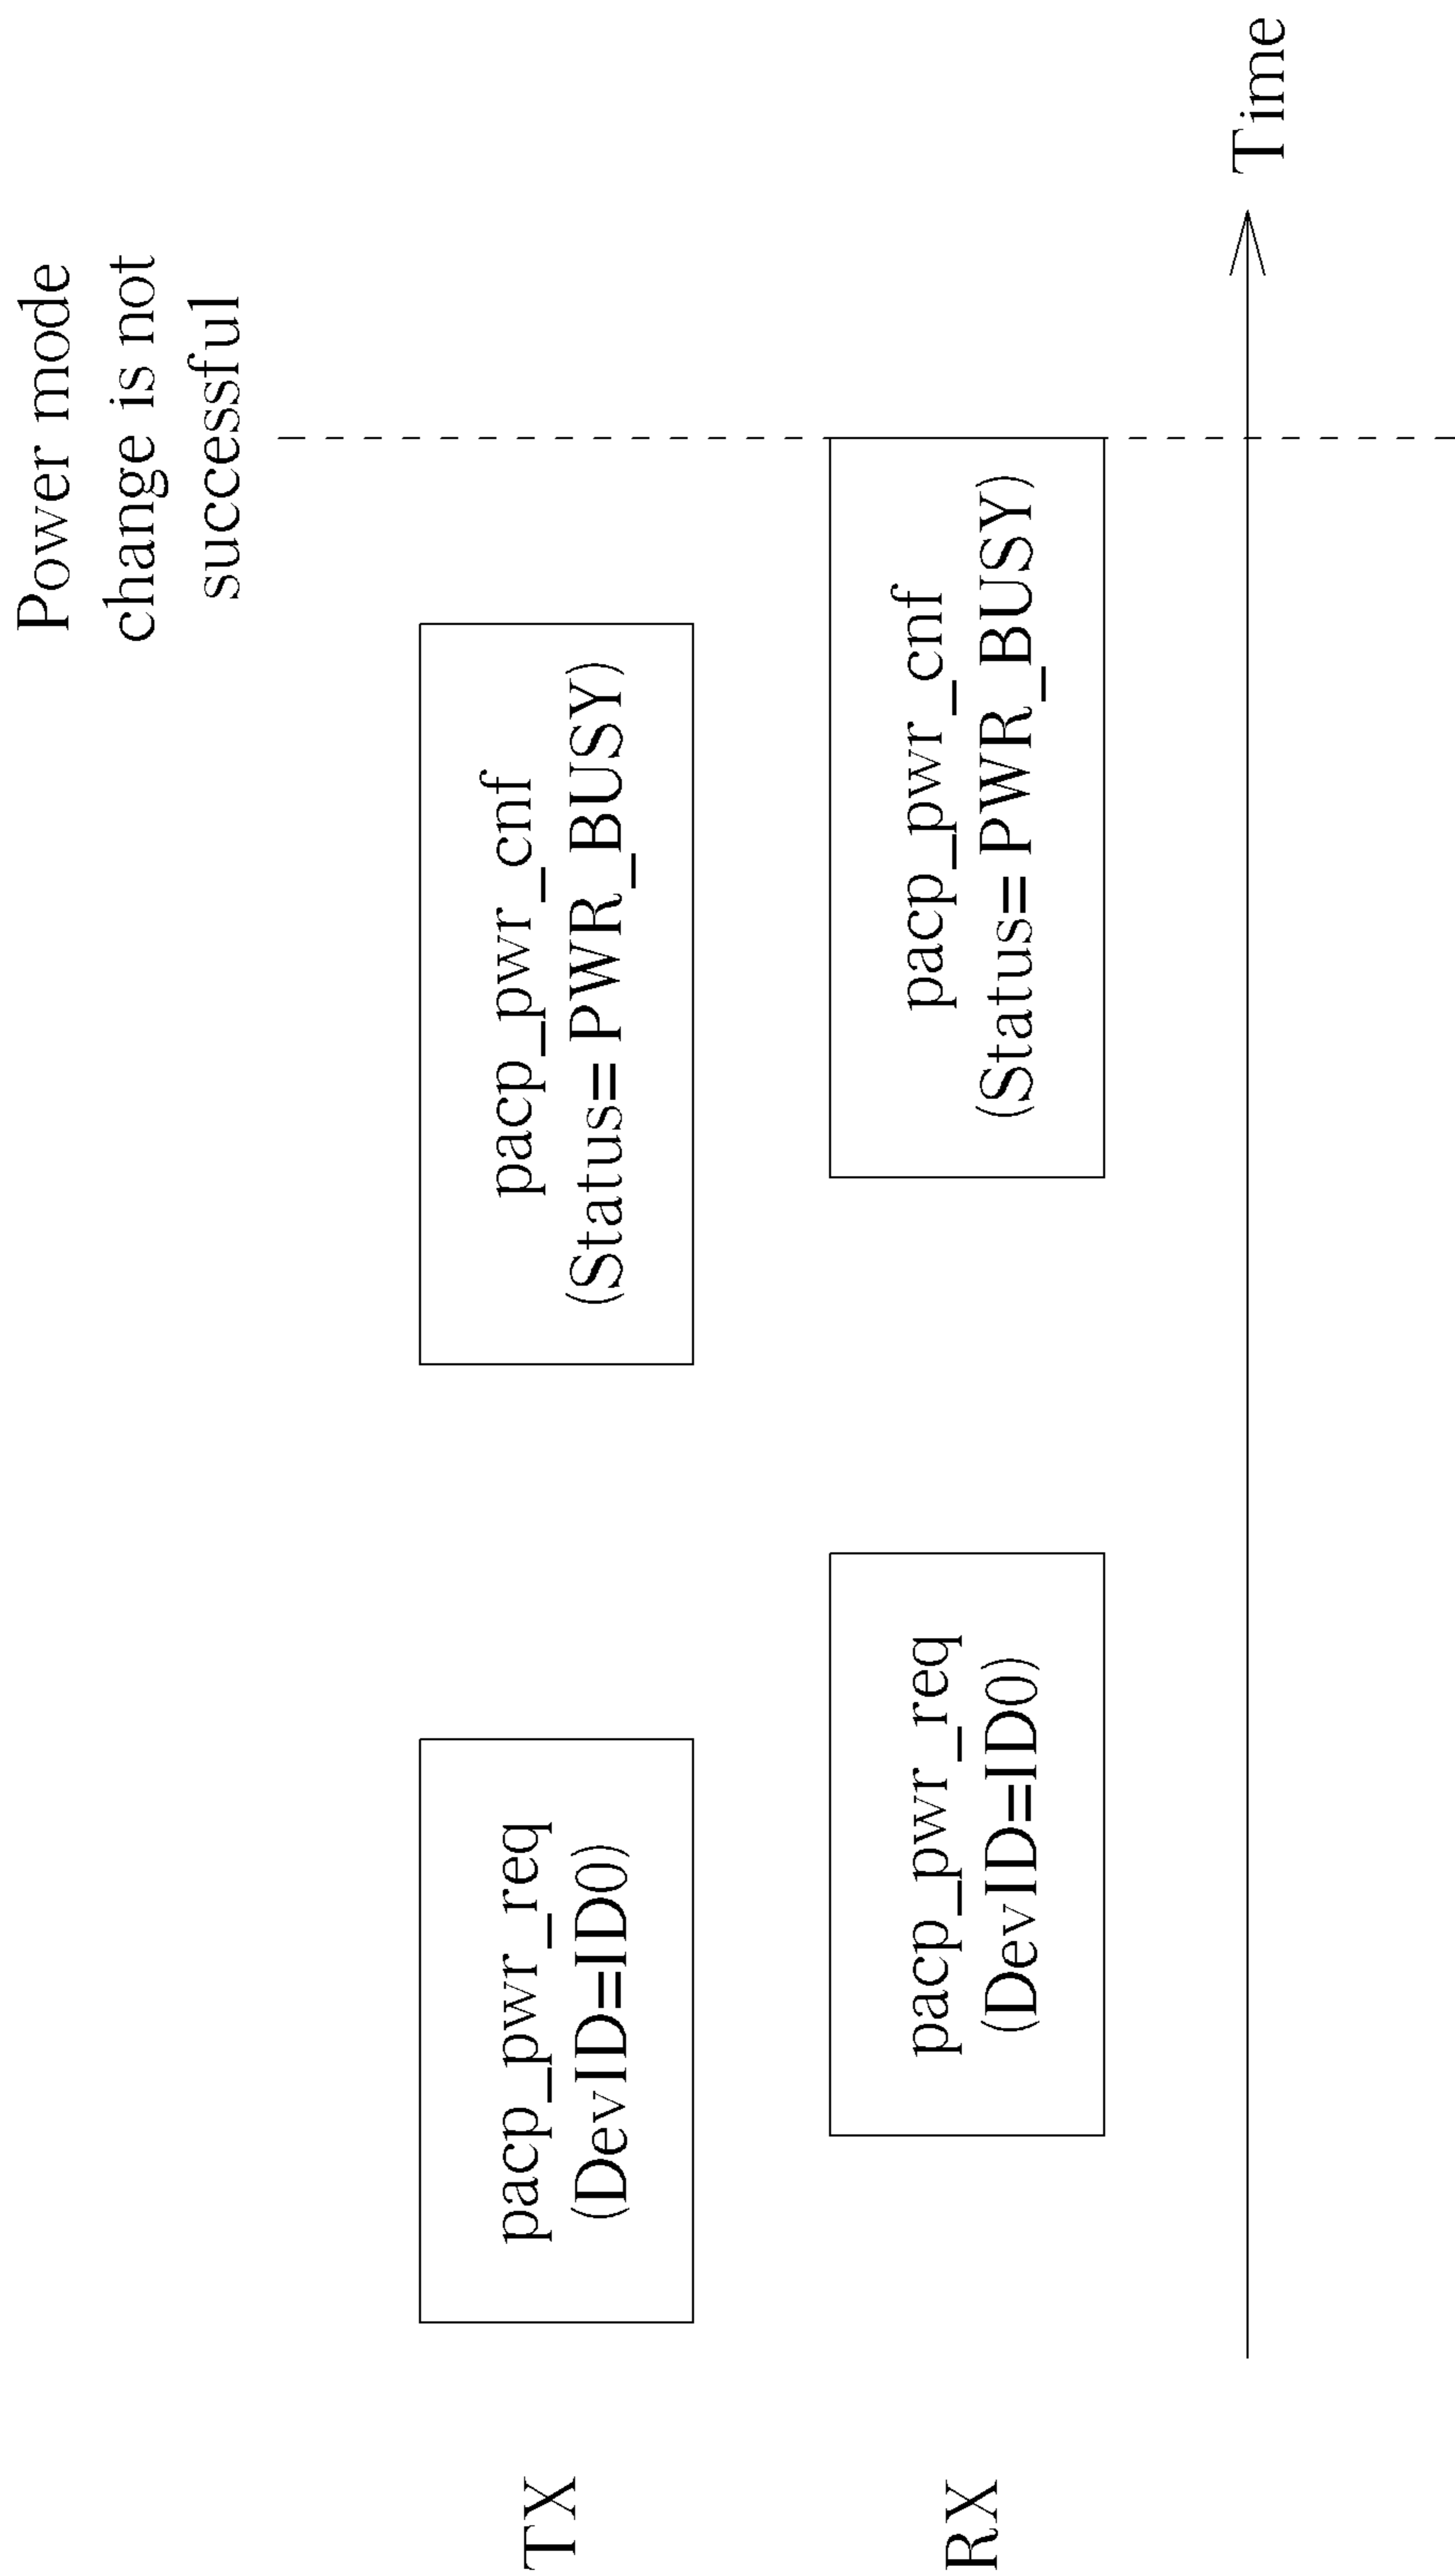 Power mode
change is not
successful
TX
pacp_pwr_req
(DevID=ID0)
pacp_pwr_cnf
(Status=PWR_BUSY)
RX
pacp_pwr_req
(DevID=ID0)
pacp_pwr_cnf
(Status=PWR_BUSY)
Time